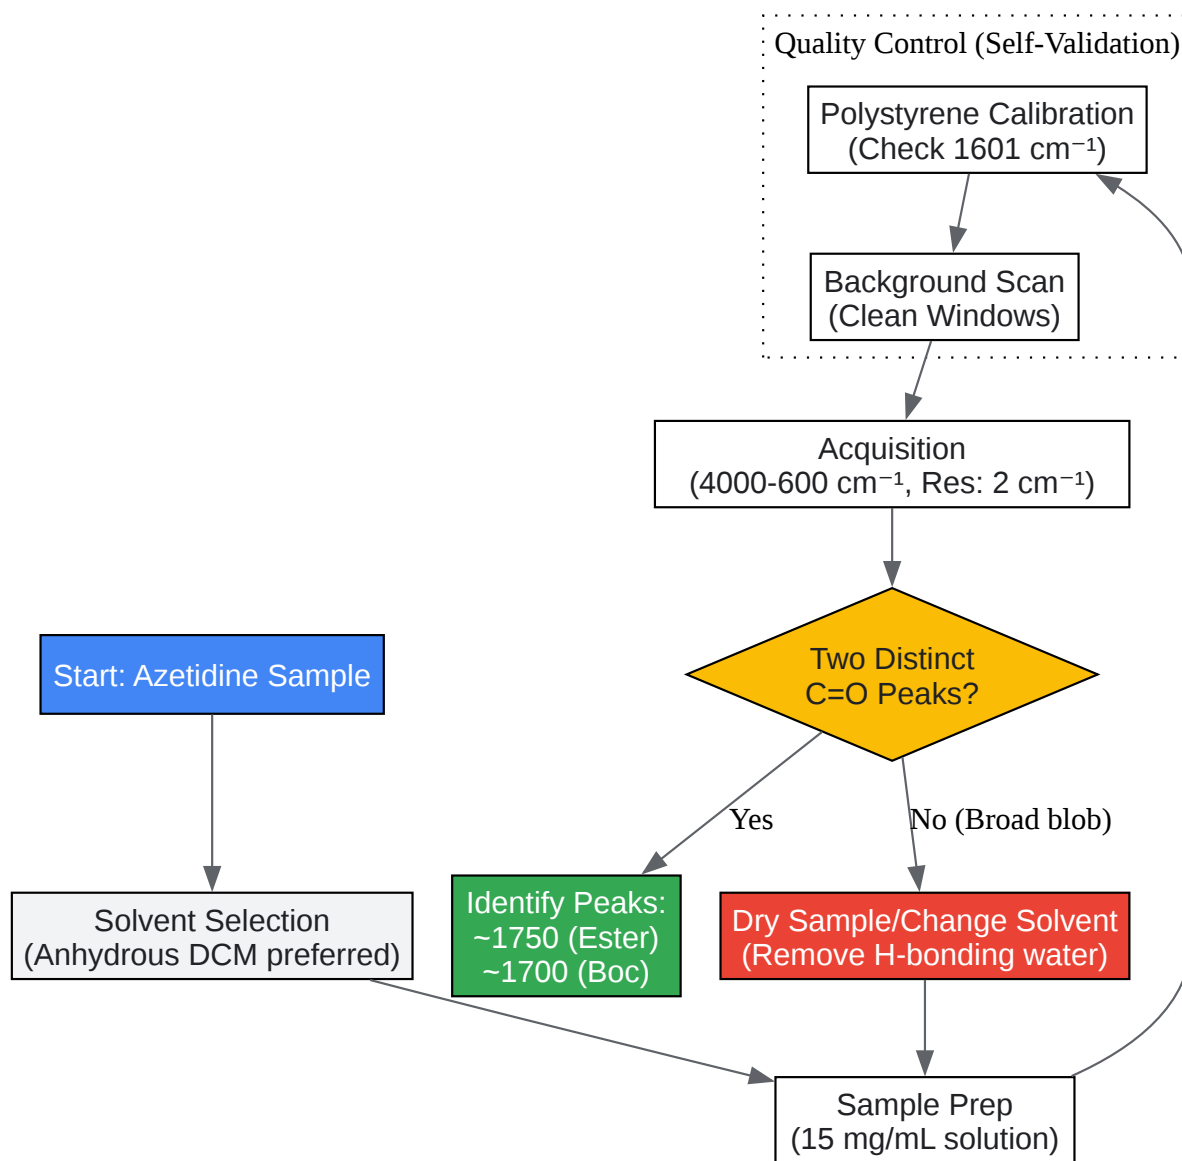 Quality Control (Self-Validation)
Polystyrene Calibration
(Check 1601 cm⁻¹)
Background Scan
(Clean Windows)
Acquisition
(4000-600 cm⁻¹, Res: 2 cm⁻¹)
Two Distinct
C=O Peaks?
Start: Azetidine Sample
Yes
No (Broad blob)
Solvent Selection
(Anhydrous DCM preferred)
Identify Peaks:
~1750 (Ester)
~1700 (Boc)
Dry Sample/Change Solvent
(Remove H-bonding water)
Sample Prep
(15 mg/mL solution)